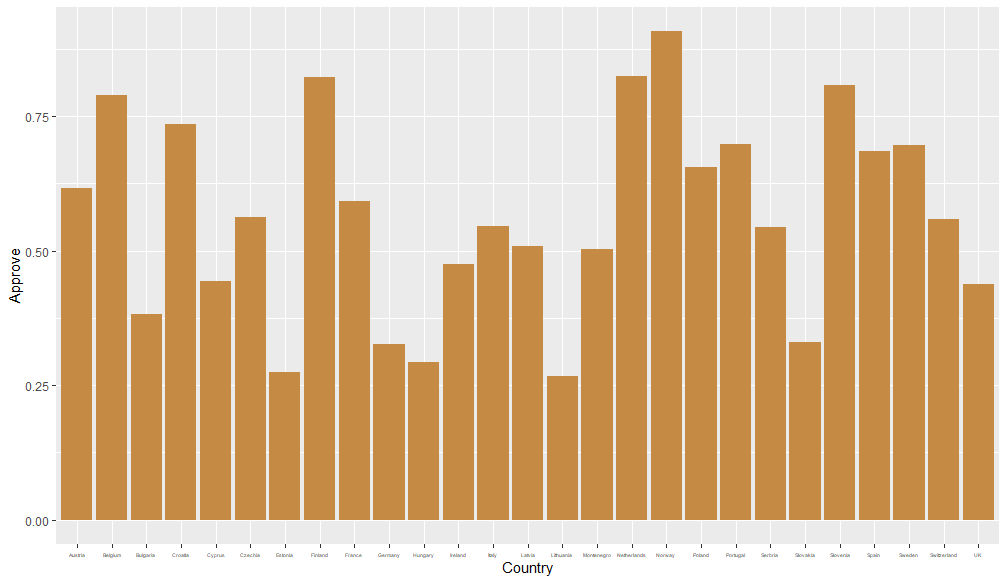 Approve
0.75
0.50
0.25
0.00
Austria Belgium Bulgaria Croatia Cyprus Czechia Estonia Finland France Germany Hungary Ireland Italy Latvia Lithuania Montenegro Netherlands Norway Poland Portugal Serbia Slovakia Slovenia Spain Sweden Switzerland UK
Country